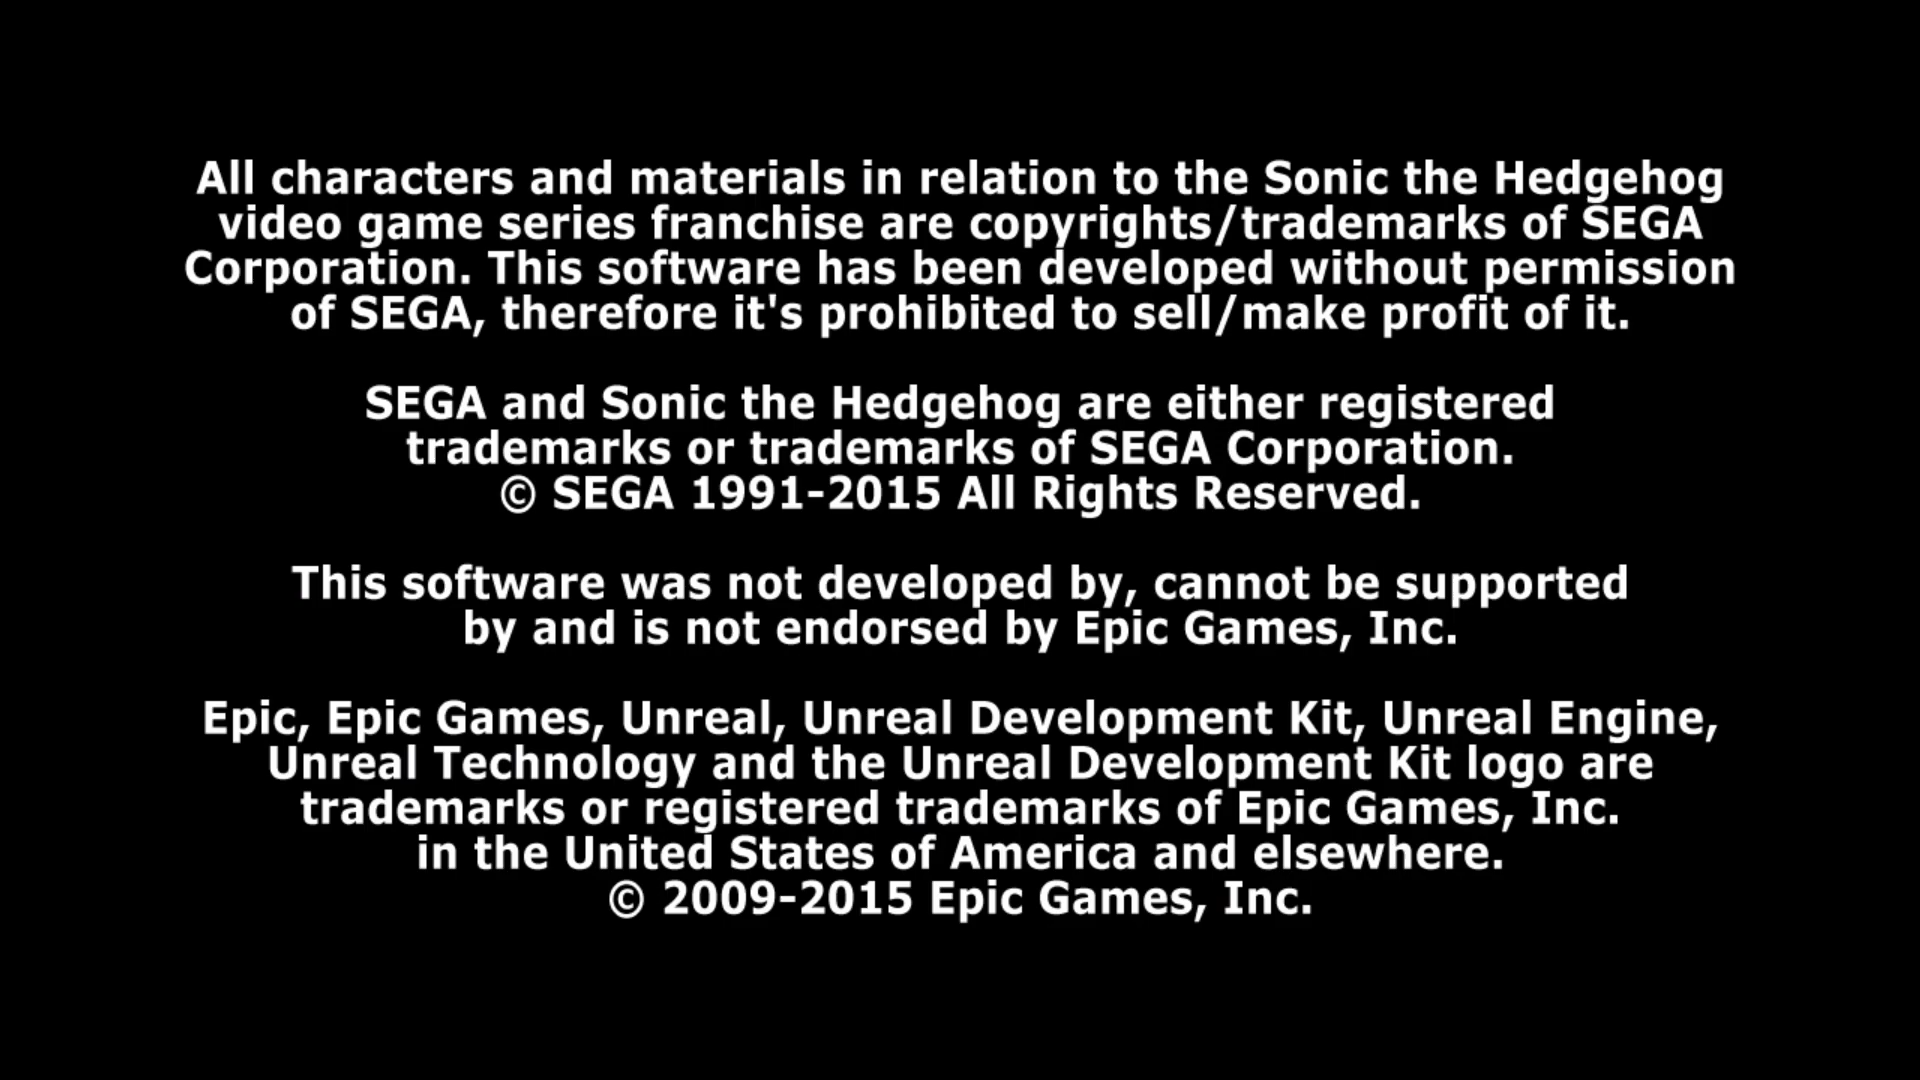 All characters and materials in relation to the Sonic the Hedgehog
video game series franchise are copyrights/trademarks of SEGA
Corporation. This software has been developed without permission
of SEGA, therefore it's prohibited to sell/make profit of it.
SEGA and Sonic the Hedgehog are either registered
trademarks or trademarks of SEGA Corporation.
© SEGA 1991-2015 All Rights Reserved.
This software was not developed by, cannot be supported
by and is not endorsed by Epic Games, Inc.
Epic, Epic Games, Unreal, Unreal Development Kit, Unreal Engine,
Unreal Technology and the Unreal Development Kit logo are
trademarks or registered trademarks of Epic Games, Inc.
in the United States of America and elsewhere.
© 2009-2015 Epic Games, Inc.